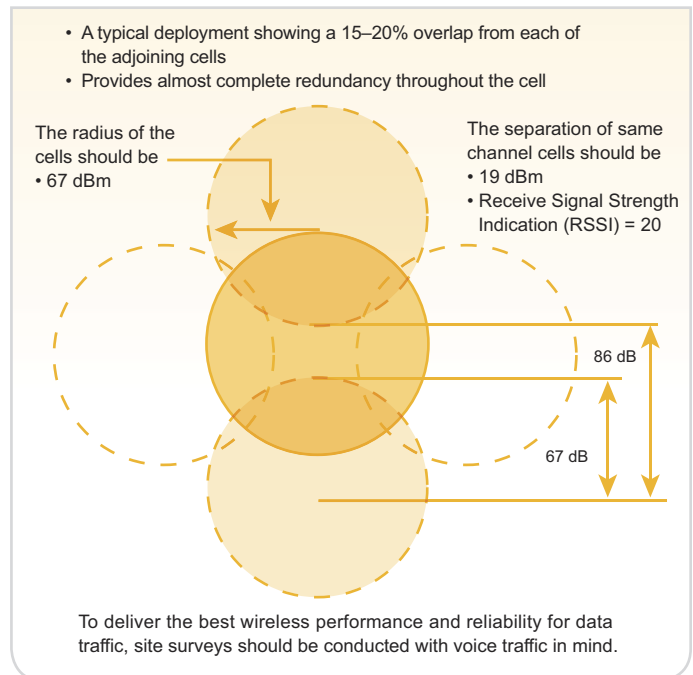 • A typical deployment showing a 15–20% overlap from each of
the adjoining cells
• Provides almost complete redundancy throughout the cell
The radius of the
cells should be
• 67 dBm
The separation of same
channel cells should be
• 19 dBm
• Receive Signal Strength
Indication (RSSI) = 20
86 dB
67 dB
To deliver the best wireless performance and reliability for data
traffic, site surveys should be conducted with voice traffic in mind.